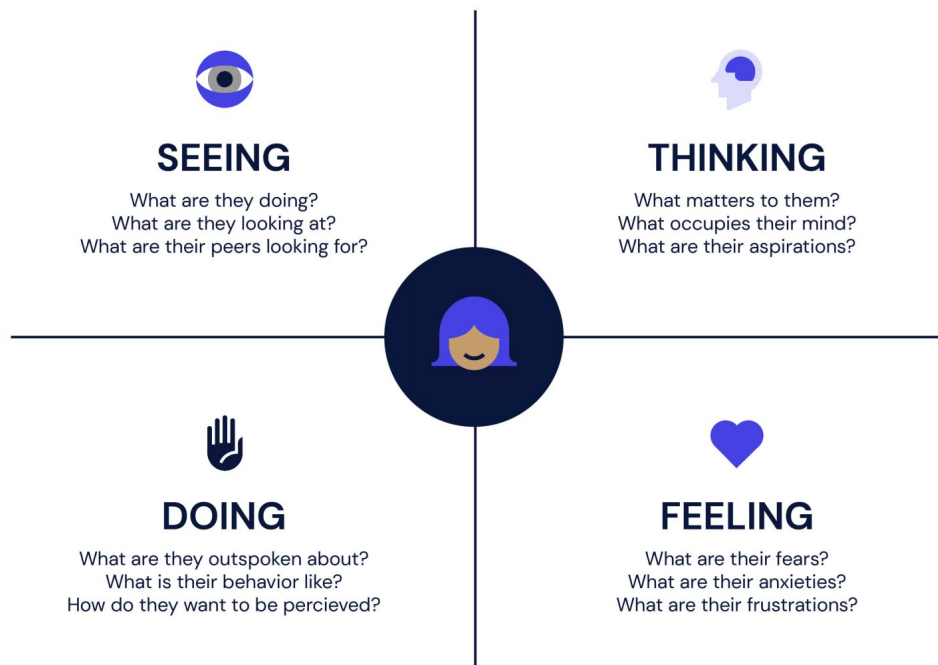 SEEING
What are they doing?
What are they looking at?
What are their peers looking for?
THINKING
What matters to them?
What occupies their mind?
What are their aspirations?
DOING
What are they outspoken about?
What is their behavior like?
How do they want to be percieved?
FEELING
What are their fears?
What are their anxieties?
What are their frustrations?